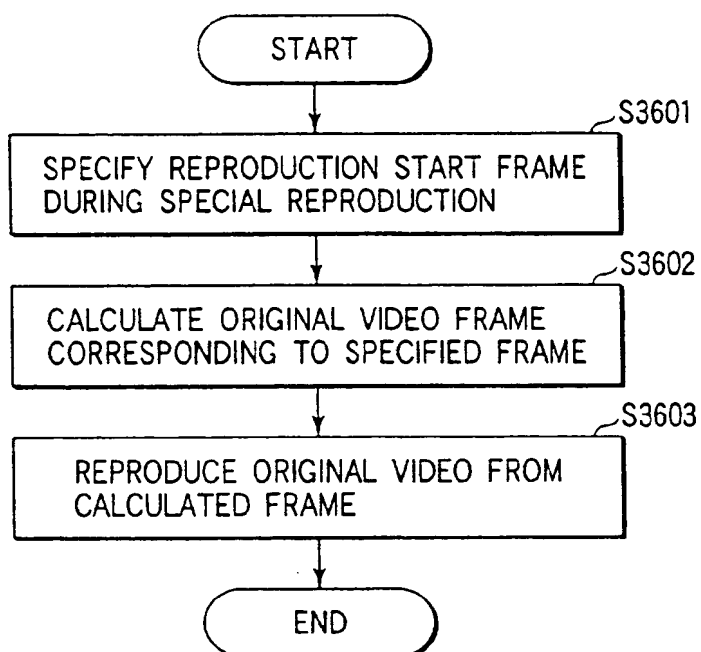 START
S3601
SPECIFY REPRODUCTION START FRAME
DURING SPECIAL REPRODUCTION
S3602
CALCULATE ORIGINAL VIDEO FRAME
CORRESPONDING TO SPECIFIED FRAME
S3603
REPRODUCE ORIGINAL VIDEO FROM
CALCULATED FRAME
END